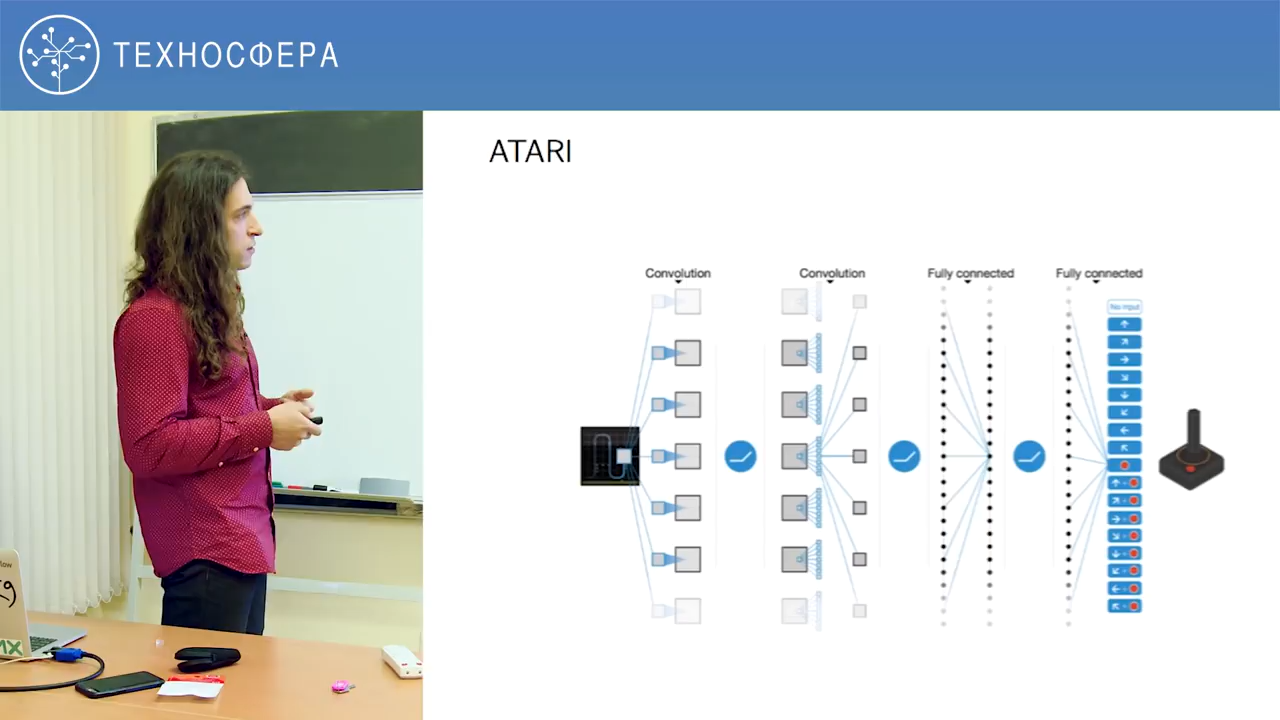 ТЕХНОСФЕРА
ATARI
Convolution
Convolution
Fully connected
Fully connected
No input